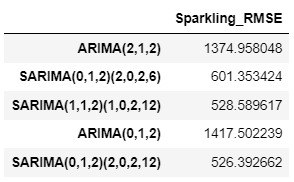 Sparkling_RMSE
ARIMA(2,1,2) 1374.958048
SARIMA(0,1,2)(2,0,2,6) 601.353424
SARIMA(1,1,2)(1,0,2,12) 528.589617
ARIMA(0,1,2) 1417.502239
SARIMA(0,1,2)(2,0,2,12) 526.392662